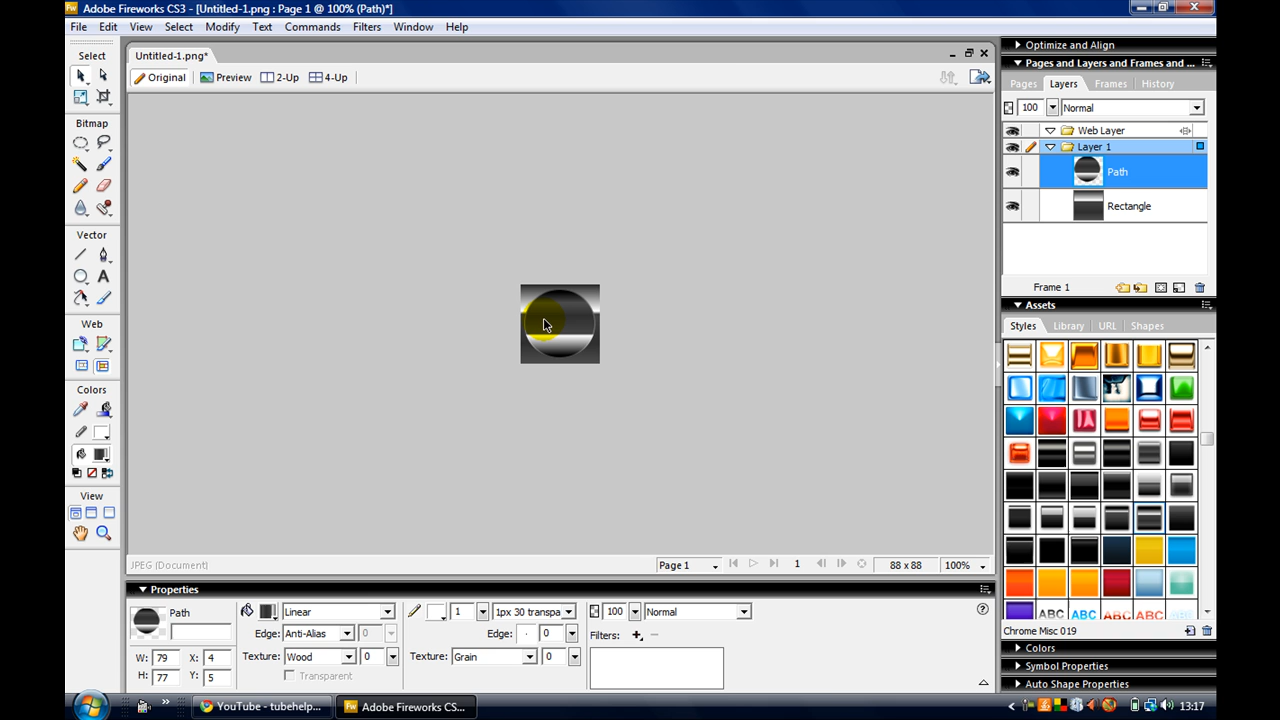 Adobe Fireworks CS3 - [Untitled-1.png : Page 1 @ 100% (Path)*]
File Edit View Select Modify Text Commands Filters Window Help
Select
Bitmap
Vector
A
Web
Colors
View
Untitled-1.png*
Original Preview 2-Up 4-Up
JPEG (Document)
Page 1 1 88 x 88 100%
Properties
Path
W: 79 X: 4
H: 77 Y: 5
Linear
Edge: Anti-Alias 0
Texture: Wood 0
Transparent
1 1px 30 transpa
Edge: 0
Texture: Grain 0
100 Normal
Filters:
Optimize and Align
Pages and Layers and Frames and ...
Pages Layers Frames History
100 Normal
Web Layer
Layer 1
Path
Rectangle
Frame 1
Assets
Styles Library URL Shapes
ABC ABC ABC ABC ABC
Chrome Misc 019
Colors
Symbol Properties
Auto Shape Properties
YouTube - tubehelp... Adobe Fireworks CS... 13:17